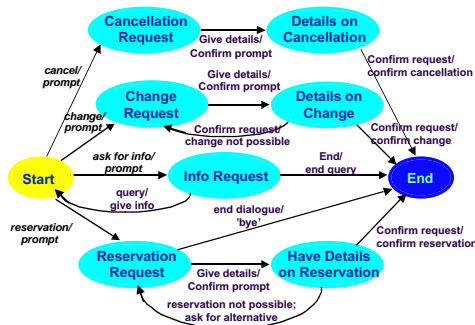 Cancellation
Request
Give details/
Confirm prompt
Details on
Cancellation
cancel/
prompt
Confirm request/
confirm cancellation
Change
Request
Give details/
Confirm prompt
Details on
Change
change/
prompt
Confirm request/
change not possible
Confirm request/
confirm change
Start
ask for info/
prompt
Info Request
End/
end query
End
query/
give info
end dialogue/
'bye'
reservation/
prompt
Reservation
Request
Give details/
Confirm prompt
Have Details
on Reservation
Confirm request/
confirm reservation
reservation not possible;
ask for alternative